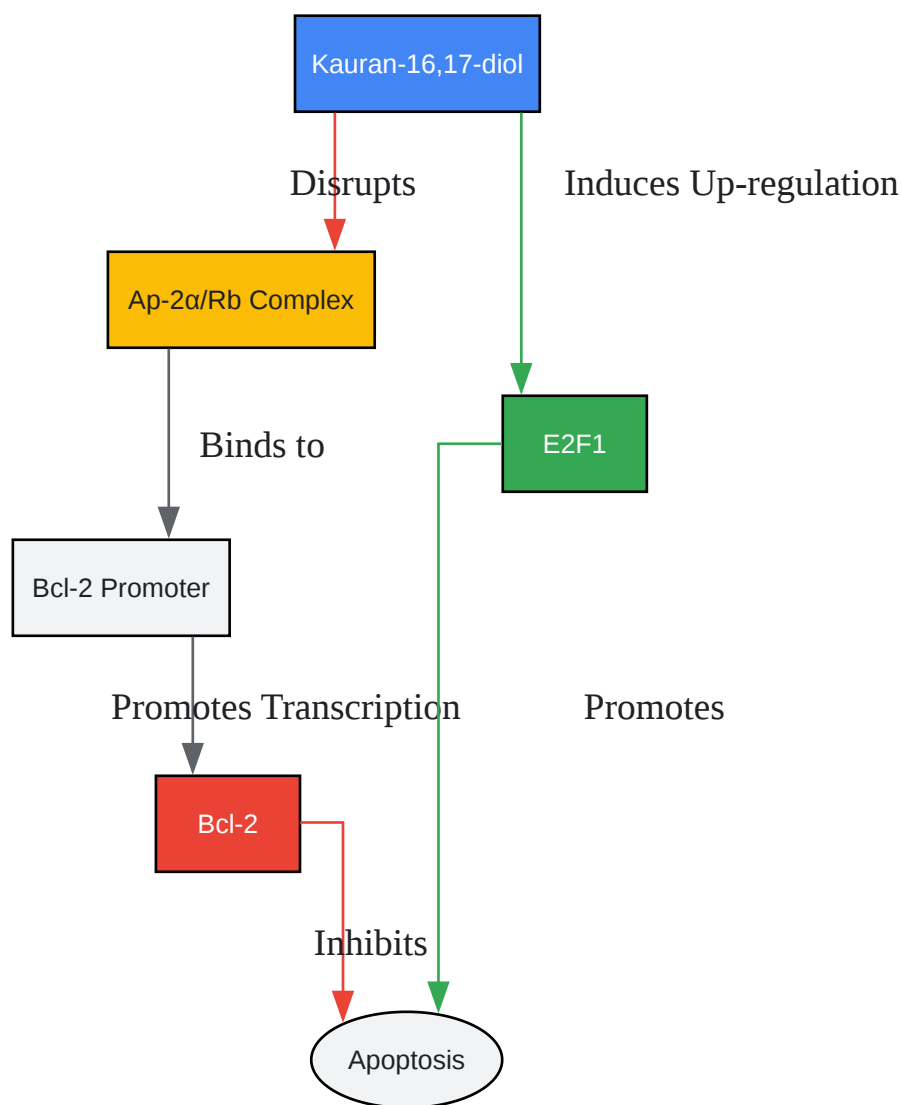 Kauran-16,17-diol
Disrupts
Induces Up-regulation
Ap-2α/Rb Complex
Binds to
E2F1
Bcl-2 Promoter
Promotes Transcription
Promotes
Bcl-2
Inhibits
Apoptosis